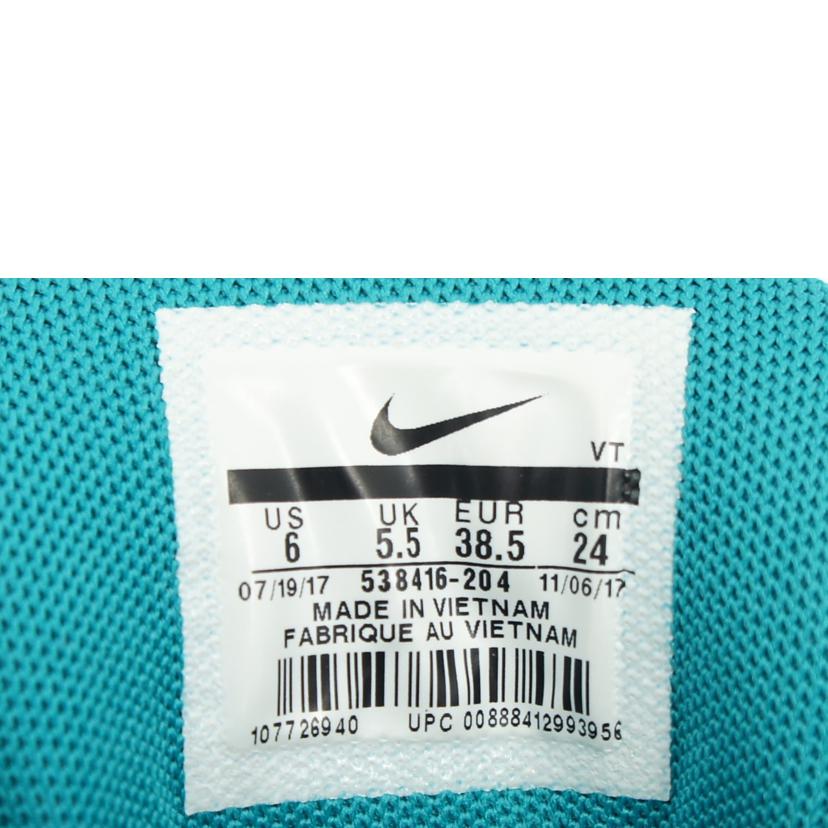 VT
US UK EUR cm
6 5.5 38.5 24
07/19/17 538416-204 11/06/17
MADE IN VIETNAM
FABRIQUE AU VIETNAM
107726940 UPC 00888412993956